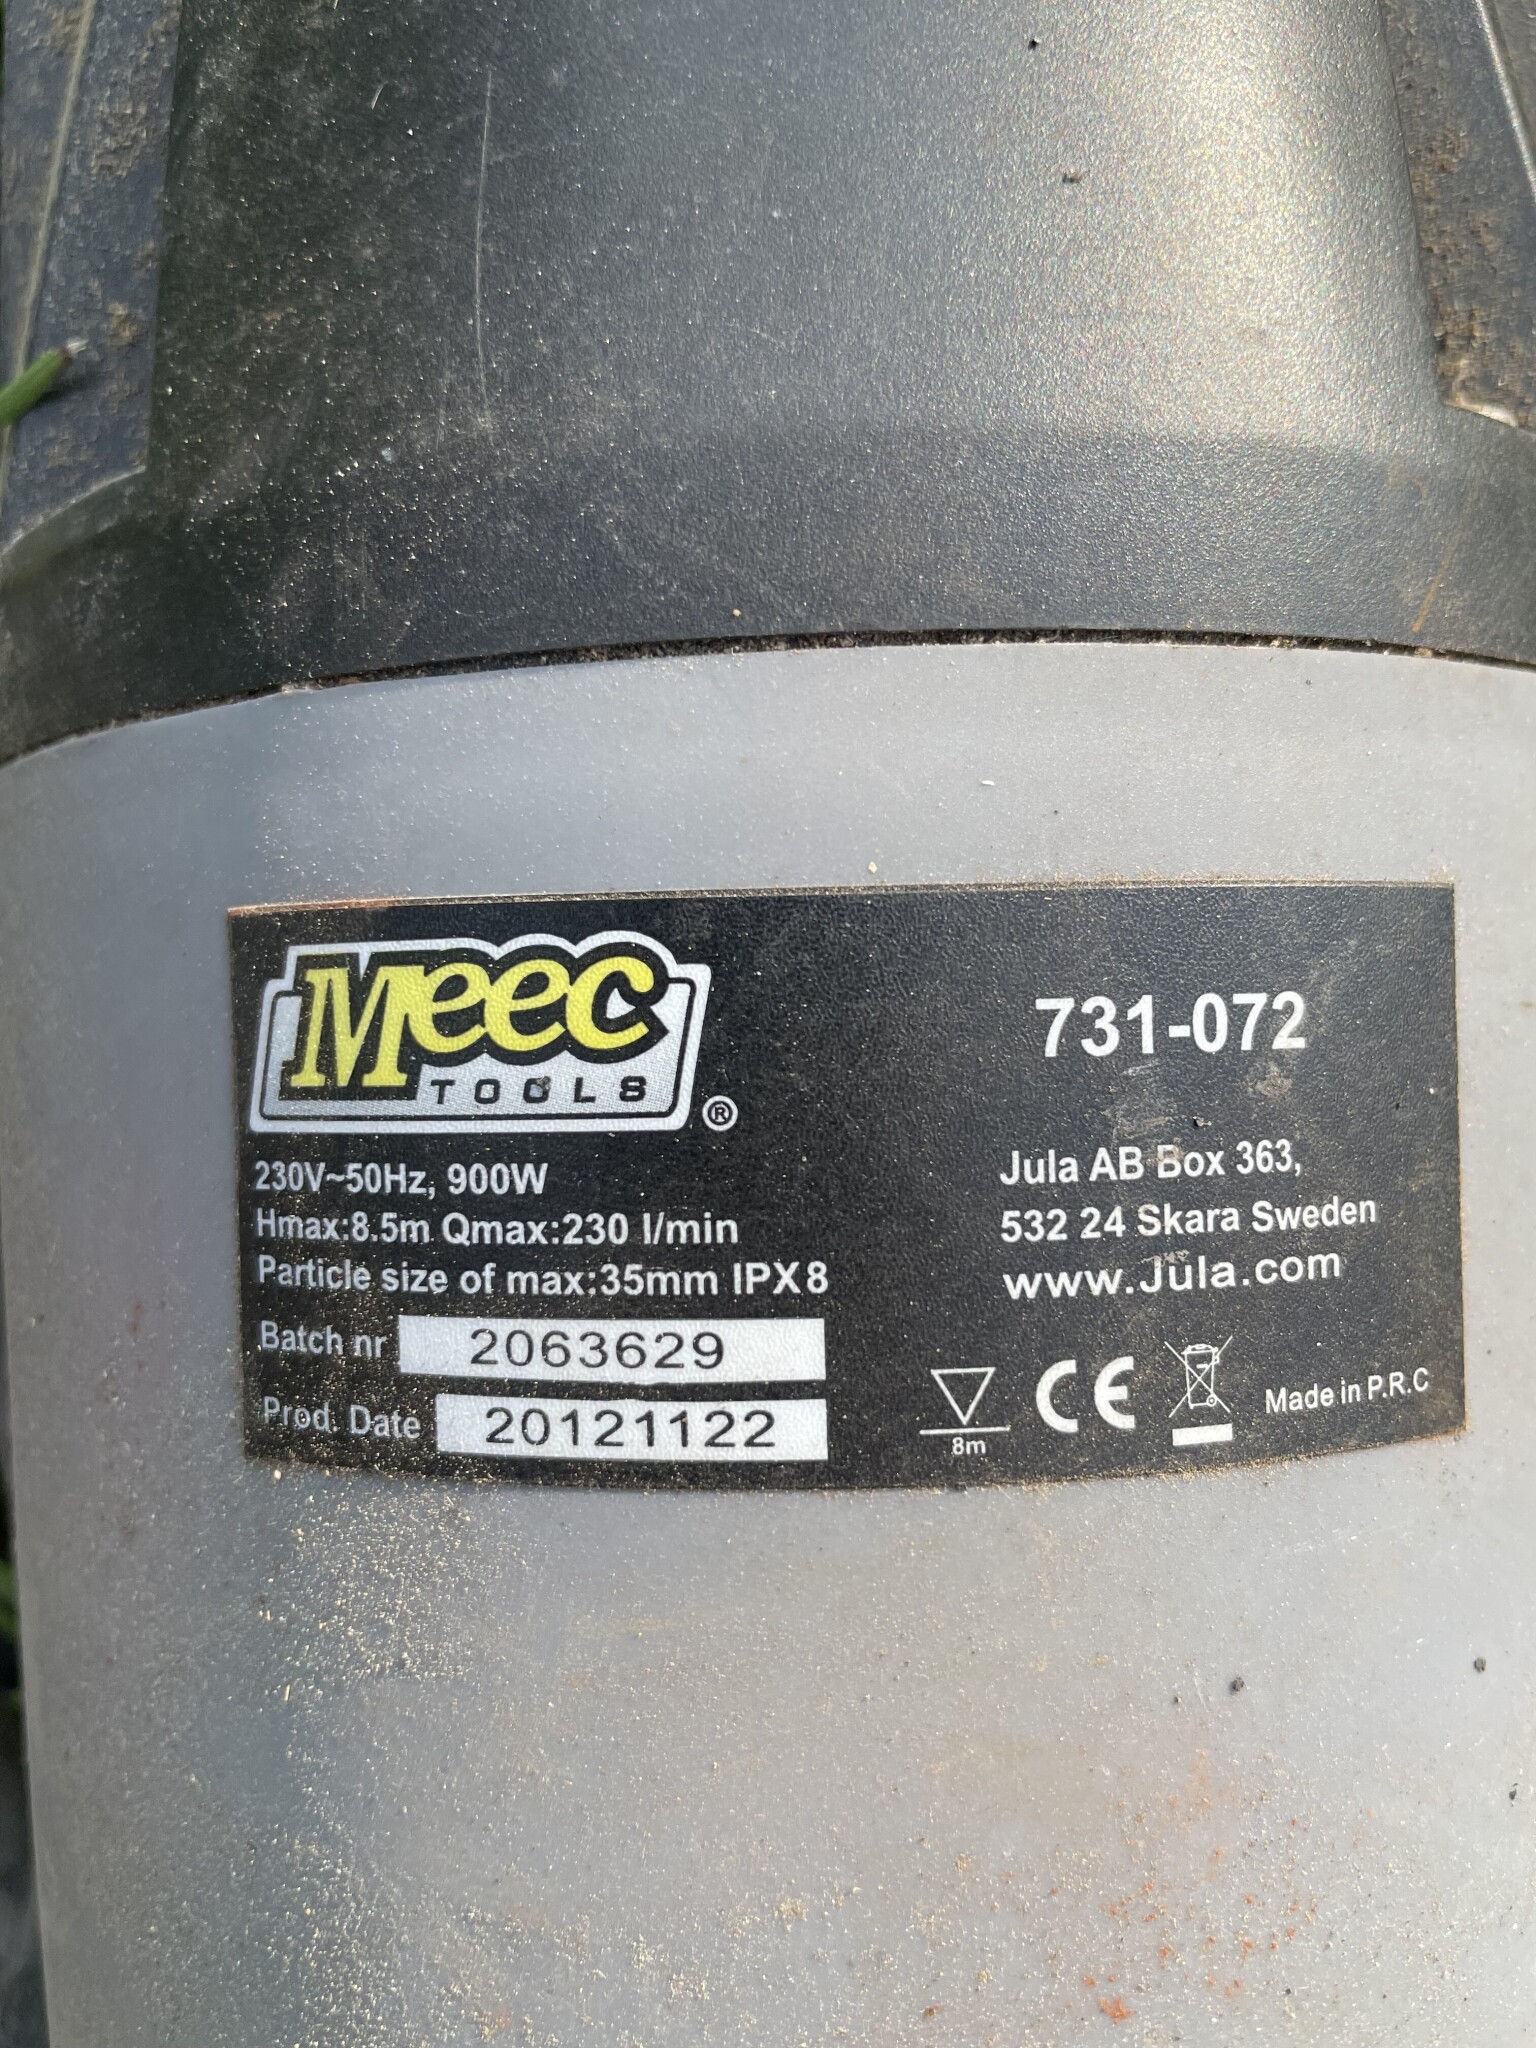 Meec
TOOLS
®
731-072
230V~50Hz, 900W
Hmax:8.5m Qmax:230 l/min
Particle size of max:35mm IPX8
Batch nr 2063629
Prod. Date 20121122
Jula AB Box 363,
532 24 Skara Sweden
www.Jula.com
8m
CE
Made in P.R.C